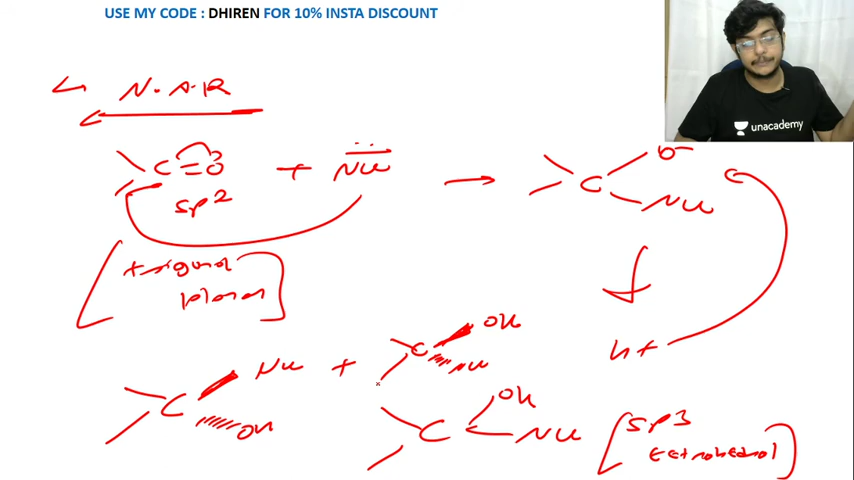 USE MY CODE : DHIREN FOR 10% INSTA DISCOUNT
unacademy
N.A.R
C=O + Nu
sp2
[trigonal
planar]
C O-
Nu
H+
C Nu
OH
+
C OH
Nu
C OH
Nu
[sp3
tetrahedral]